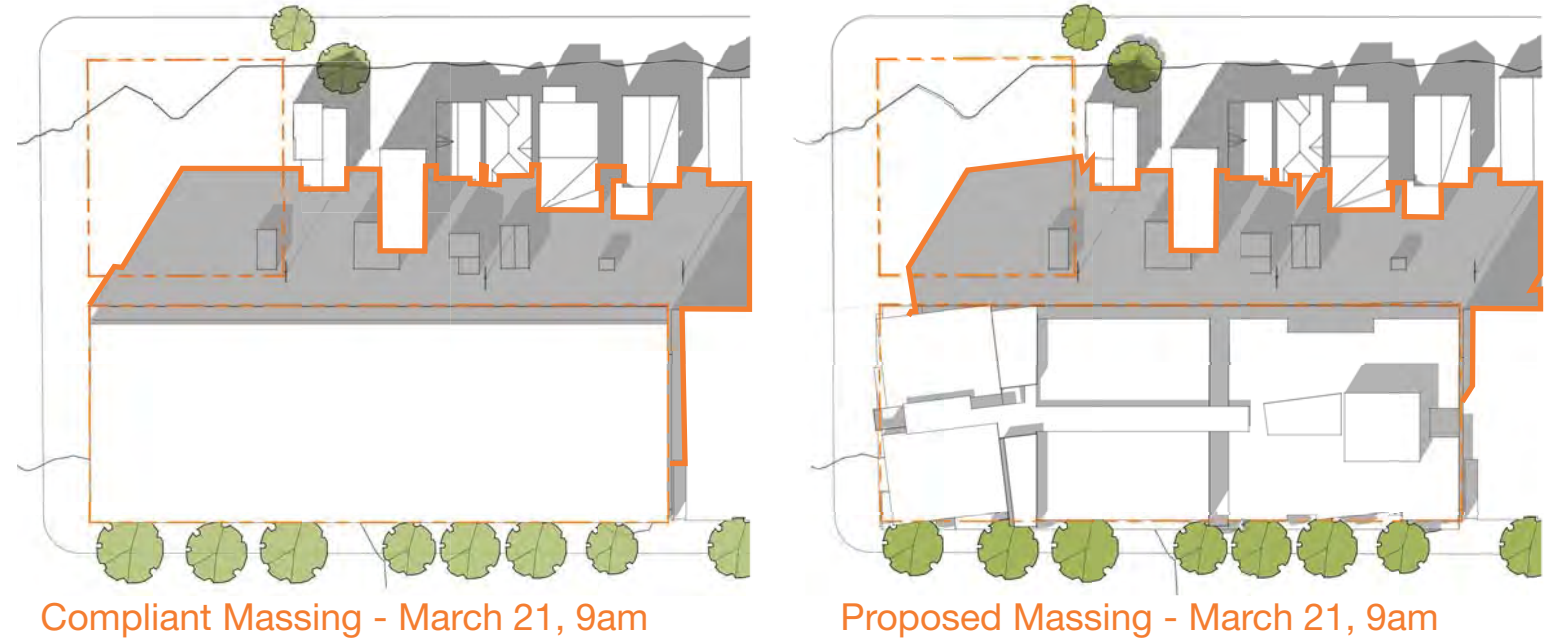 Compliant Massing - March 21, 9am
Proposed Massing - March 21, 9am